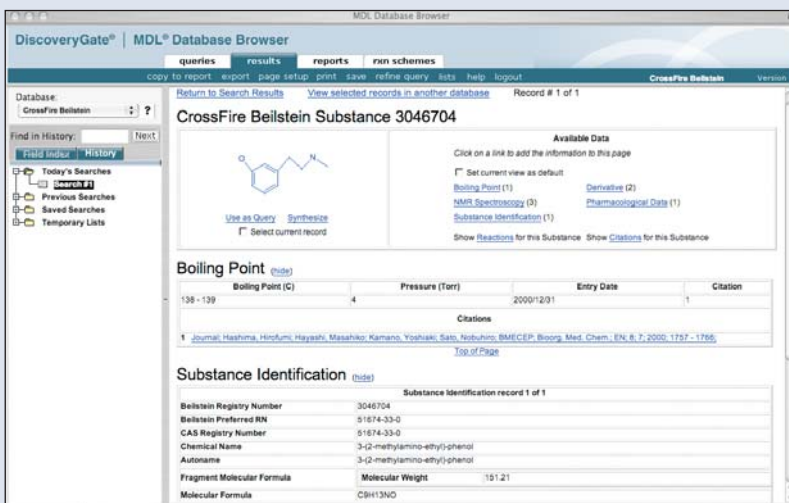 MDL Database Browser
DiscoveryGate® | MDL® Database Browser
queries results reports rxn schemes
copy to report export page setup print save refine query lists help logout CrossFire Beilstein Version
Database:
CrossFire Beilstein ?
Find in History: Next
Field Index History
Today's Searches
Search #1
Previous Searches
Saved Searches
Temporary Lists
Return to Search Results View selected records in another database Record # 1 of 1
CrossFire Beilstein Substance 3046704
O
N
Use as Query Synthesize
Select current record
Available Data
Click on a link to add the information to this page
Set current view as default
Boiling Point (1) Derivative (2)
NMR Spectroscopy (3) Pharmacological Data (1)
Substance Identification (1)
Show Reactions for this Substance Show Citations for this Substance
Boiling Point (hide)
Boiling Point (C) Pressure (Torr) Entry Date Citation
138 - 139 4 2000/12/31 1
Citations
1 Journal; Hashima, Hirofumi; Hayashi, Masahiko; Kamano, Yoshiaki; Sato, Nobuhiro; BMECEP; Bioorg. Med. Chem.; EN; 8; 7; 2000; 1757 - 1766;
Top of Page
Substance Identification (hide)
Substance Identification record 1 of 1
Beilstein Registry Number 3046704
Beilstein Preferred RN 51674-33-0
CAS Registry Number 51674-33-0
Chemical Name 3-(2-methylamino-ethyl)-phenol
Autoname 3-(2-methylamino-ethyl)-phenol
Fragment Molecular Formula Molecular Weight 151.21
Molecular Formula C9H13NO